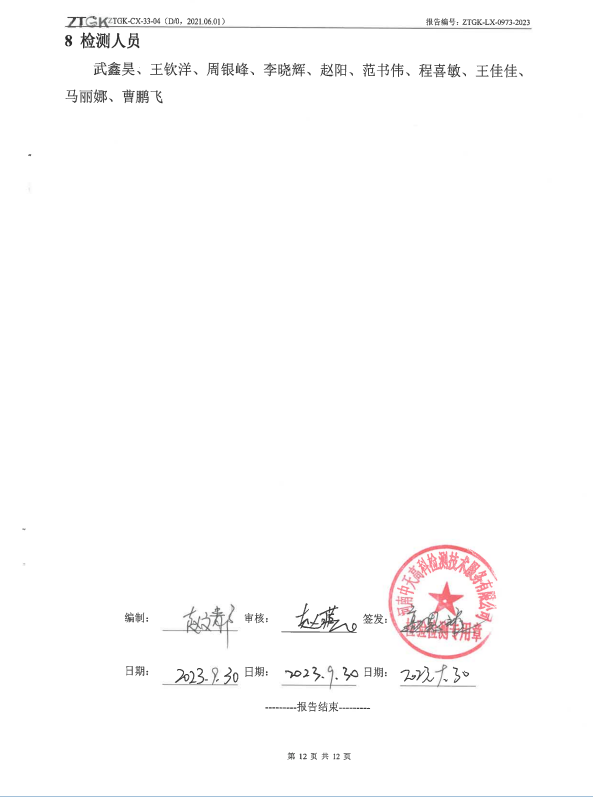 ZTGK ZTGK-CX-33-04（D/0，2021.06.01） 报告编号：ZTGK-LX-0973-2023
8 检测人员
武鑫昊、王钦洋、周银峰、李晓辉、赵阳、范书伟、程喜敏、王佳佳、
马丽娜、曹鹏飞
河南中天高科检测技术服务有限公司
检验检测专用章
编制： 审核： 签发：
日期： 2023.9.30 日期： 2023.9.30 日期： 2023.9.30
---------报告结束---------
第 12 页 共 12 页